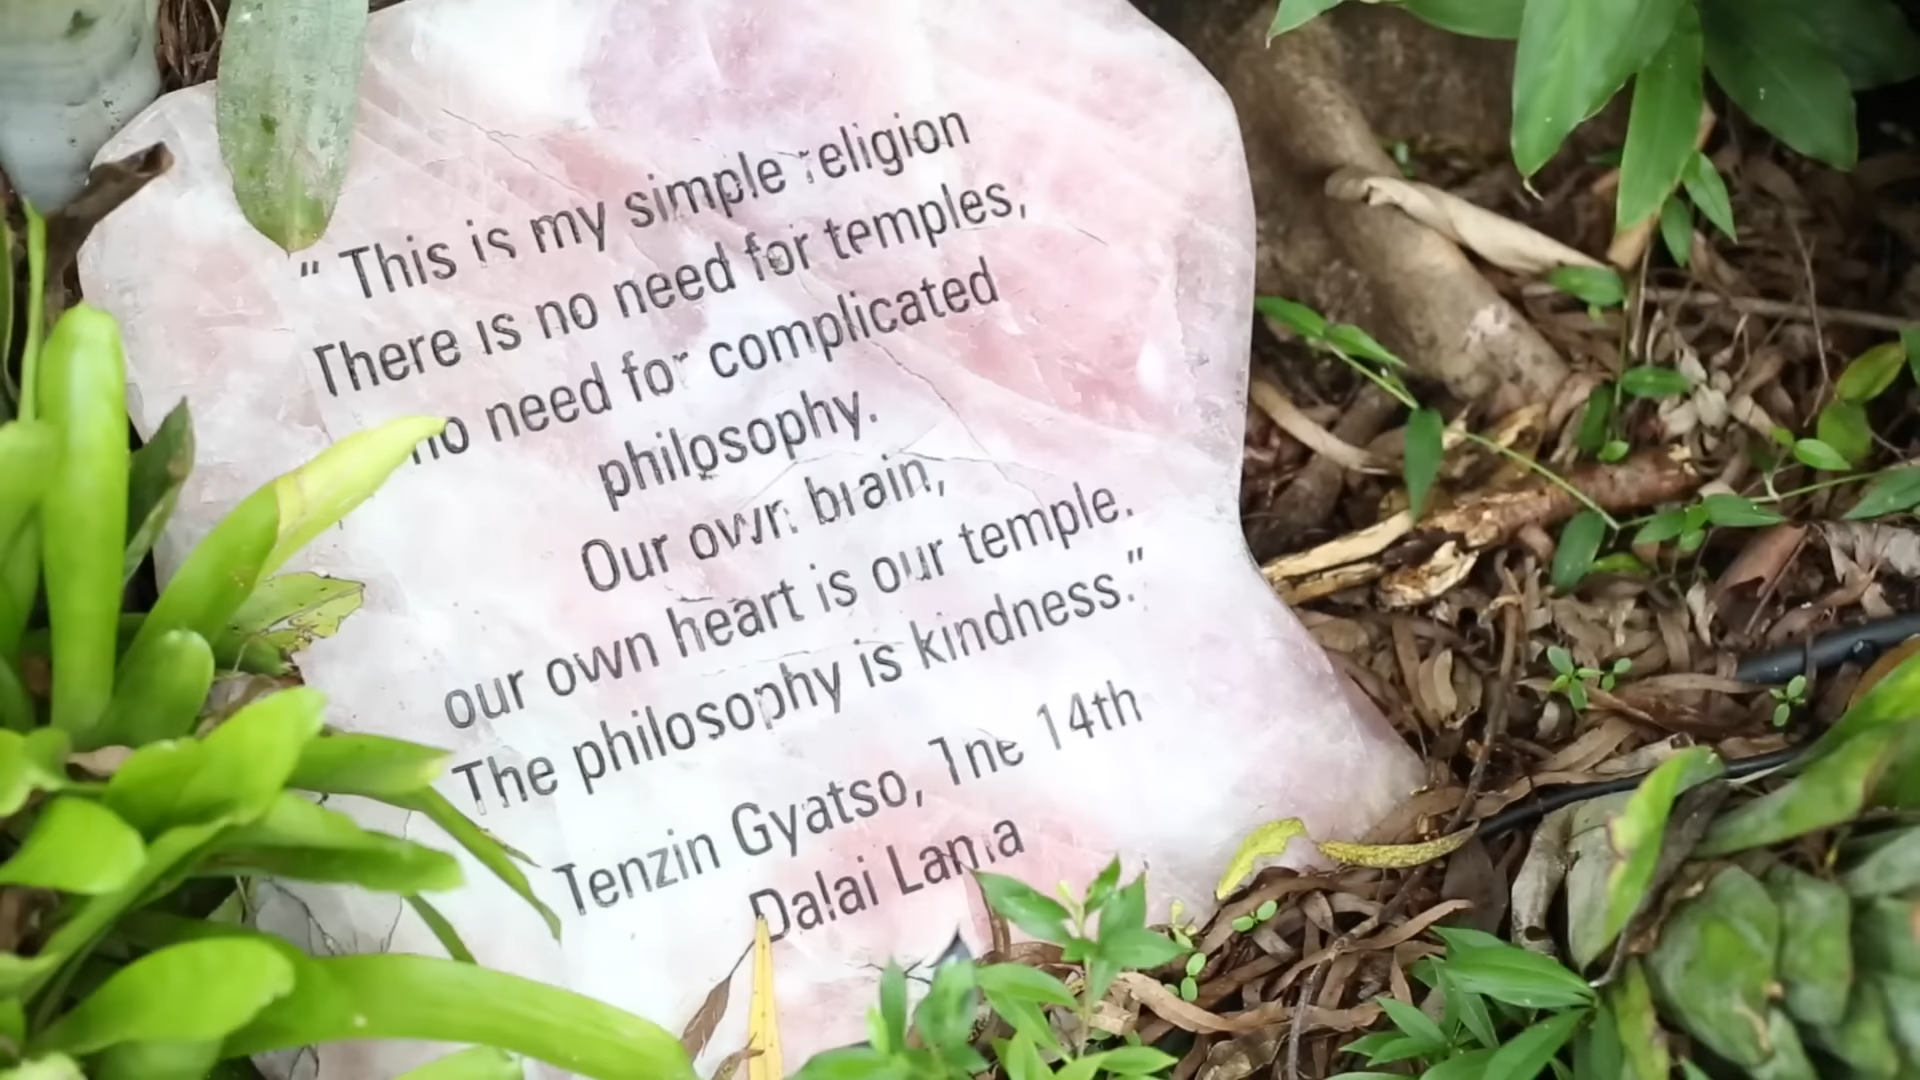 “ This is my simple religion
There is no need for temples,
no need for complicated
philosophy.
Our own brain,
our own heart is our temple.
The philosophy is kindness.”
Tenzin Gyatso, The 14th
Dalai Lama